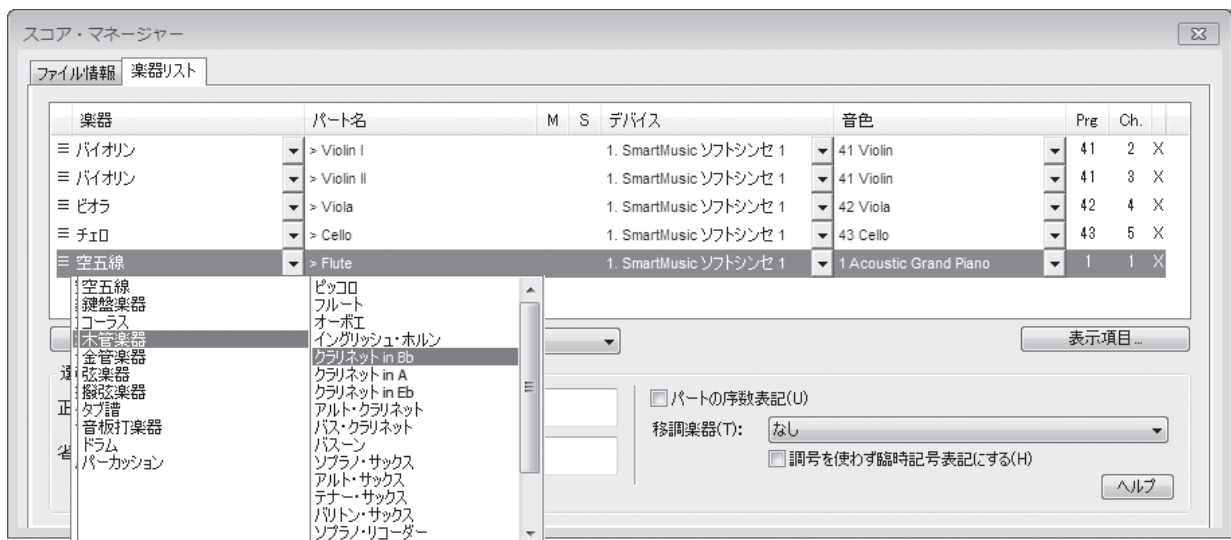 スコア・マネージャー
ファイル情報 楽器リスト
楽器 パート名 M S デバイス 音色 Prg Ch.
バイオリン > Violin I 1. SmartMusic ソフトシンセ 1 41 Violin 41 2 X
バイオリン > Violin II 1. SmartMusic ソフトシンセ 1 41 Violin 41 3 X
ビオラ > Viola 1. SmartMusic ソフトシンセ 1 42 Viola 42 4 X
チェロ > Cello 1. SmartMusic ソフトシンセ 1 43 Cello 43 5 X
空五線 > Flute 1. SmartMusic ソフトシンセ 1 1 Acoustic Grand Piano 1 1 X
空五線 ピッコロ
鍵盤楽器 フルート
コーラス オーボエ
木管楽器 イングリッシュ・ホルン
金管楽器 クラリネット in Bb
弦楽器 クラリネット in A
撥弦楽器 クラリネット in Eb
タブ譜 アルト・クラリネット
音板打楽器 バス・クラリネット
ドラム バスーン
パーカッション ソプラノ・サックス
アルト・サックス
テナー・サックス
バリトン・サックス
ソプラノ・リコーダー
表示項目...
正
省
パートの序数表記(U)
移調楽器(T): なし
調号を使わず臨時記号表記にする(H)
ヘルプ